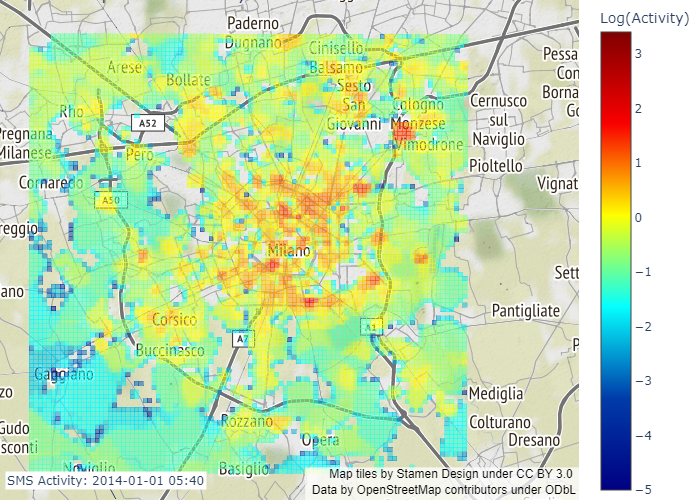 Paderno
Dugnano
Cinisello
Balsamo
Log(Activity)
Arese
Bollate
Sesto
San
Giovanni
Pessa
Con
Borna
Go
Rho
A52
Cologno
Monzese
Cernusco
sul
Naviglio
Pregnana
Milanese
Pero
Vimodrone
Pioltello
Cornaredo
A50
Vignat
reggio
Milano
Sett
ano
Corsico
A7
A1
Pantigliate
P
Buccinasco
Gaggiano
zo
Mediglia
Gudo
sconti
Rozzano
Opera
Colturano
Dresano
Noviglio
Basiglio
SMS Activity: 2014-01-01 05:40
Map tiles by Stamen Design under CC BY 3.0
Data by OpenStreetMap contributors under ODbL
3
2
1
0
−1
−2
−3
−4
−5